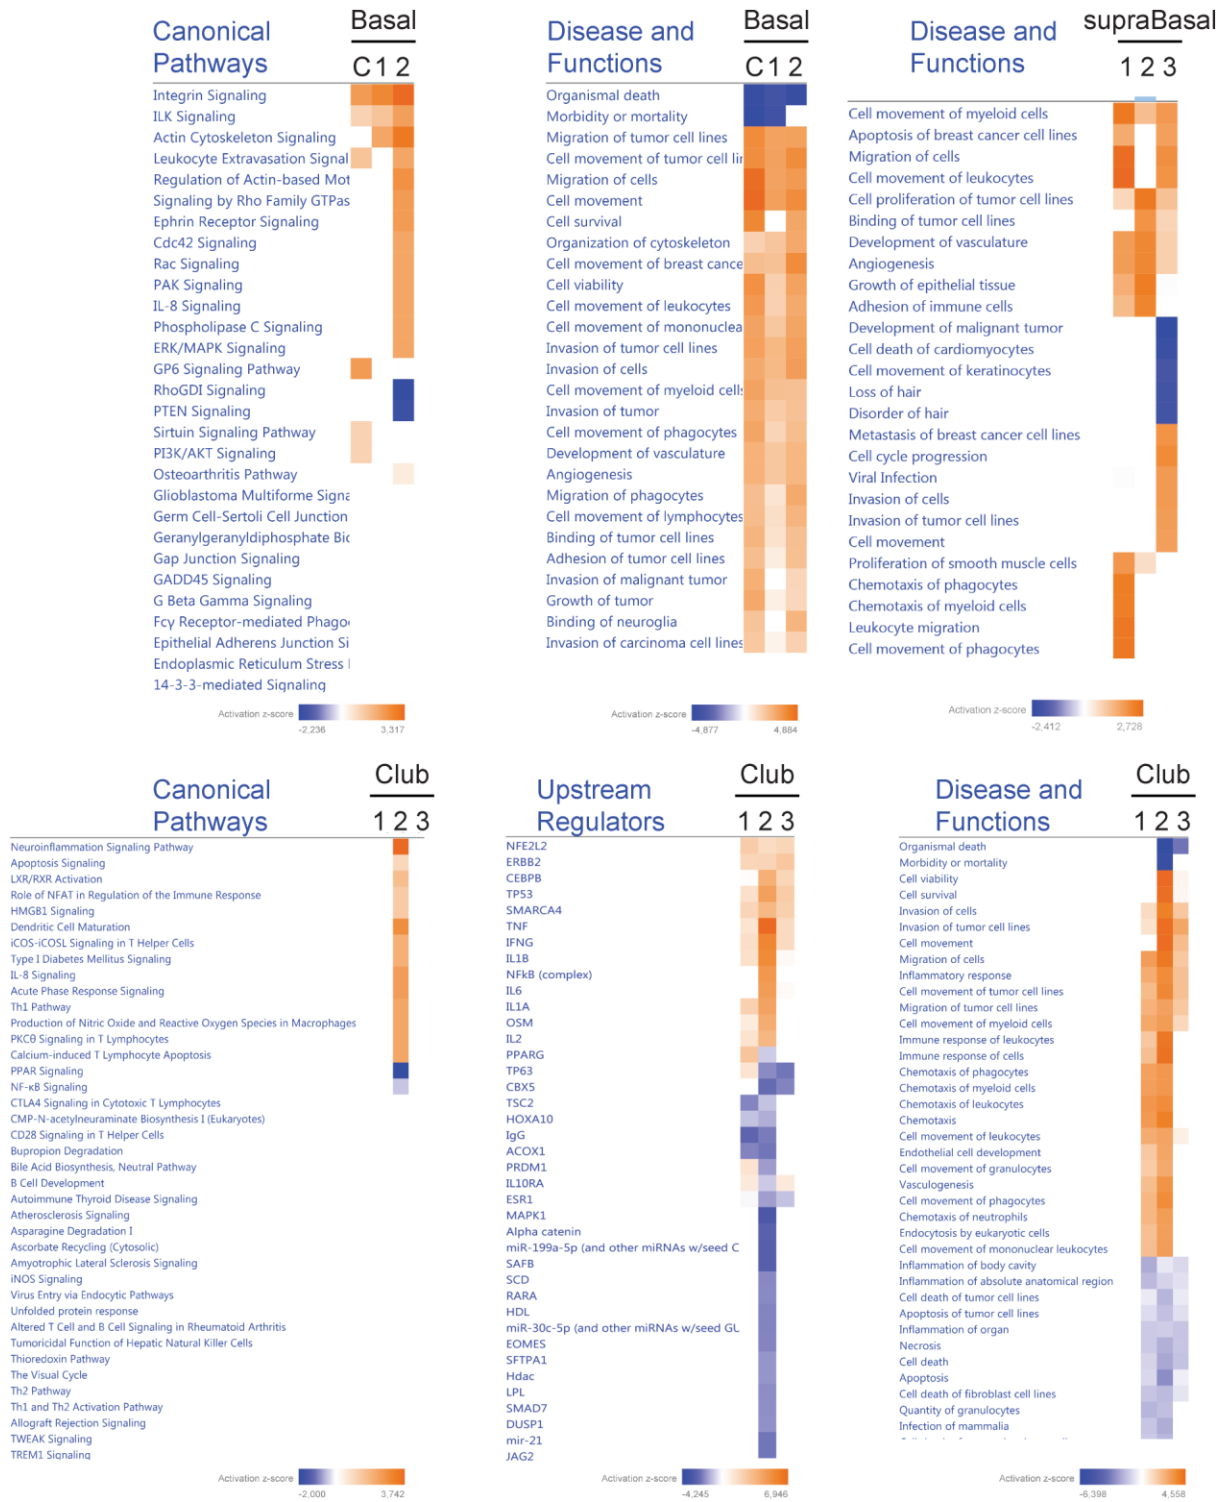 Canonical Pathways
Basal
C 1 2
Integrin Signaling
ILK Signaling
Actin Cytoskeleton Signaling
Leukocyte Extravasation Signal
Regulation of Actin-based Mot
Signaling by Rho Family GTPas
Ephrin Receptor Signaling
Cdc42 Signaling
Rac Signaling
PAK Signaling
IL-8 Signaling
Phospholipase C Signaling
ERK/MAPK Signaling
GP6 Signaling Pathway
RhoGDI Signaling
PTEN Signaling
Sirtuin Signaling Pathway
PI3K/AKT Signaling
Osteoarthritis Pathway
Glioblastoma Multiforme Signa
Germ Cell-Sertoli Cell Junction
Geranylgeranyldiphosphate Bio
Gap Junction Signaling
GADD45 Signaling
G Beta Gamma Signaling
Fcγ Receptor-mediated Phago
Epithelial Adherens Junction Si
Endoplasmic Reticulum Stress
14-3-3-mediated Signaling
Activation z-score
-2,236 3.317
Disease and Functions
Basal
C 1 2
Organismal death
Morbidity or mortality
Migration of tumor cell lines
Cell movement of tumor cell lin
Migration of cells
Cell movement
Cell survival
Organization of cytoskeleton
Cell movement of breast cance
Cell viability
Cell movement of leukocytes
Cell movement of mononuclea
Invasion of tumor cell lines
Invasion of cells
Cell movement of myeloid cells
Invasion of tumor
Cell movement of phagocytes
Development of vasculature
Angiogenesis
Migration of phagocytes
Cell movement of lymphocytes
Binding of tumor cell lines
Adhesion of tumor cell lines
Invasion of malignant tumor
Growth of tumor
Binding of neuroglia
Invasion of carcinoma cell lines
Activation z-score
-4,877 4,884
Disease and Functions
supraBasal
1 2 3
Cell movement of myeloid cells
Apoptosis of breast cancer cell lines
Migration of cells
Cell movement of leukocytes
Cell proliferation of tumor cell lines
Binding of tumor cell lines
Development of vasculature
Angiogenesis
Growth of epithelial tissue
Adhesion of immune cells
Development of malignant tumor
Cell death of cardiomyocytes
Cell movement of keratinocytes
Loss of hair
Disorder of hair
Metastasis of breast cancer cell lines
Cell cycle progression
Viral Infection
Invasion of cells
Invasion of tumor cell lines
Cell movement
Proliferation of smooth muscle cells
Chemotaxis of phagocytes
Chemotaxis of myeloid cells
Leukocyte migration
Cell movement of phagocytes
Activation z-score
-2,412 2,728
Canonical Pathways
Club
1 2 3
Neuroinflammation Signaling Pathway
Apoptosis Signaling
LXR/RXR Activation
Role of NFAT in Regulation of the Immune Response
HMGB1 Signaling
Dendritic Cell Maturation
iCOS-iCOSL Signaling in T Helper Cells
Type I Diabetes Mellitus Signaling
IL-8 Signaling
Acute Phase Response Signaling
Th1 Pathway
Production of Nitric Oxide and Reactive Oxygen Species in Macrophages
PKCθ Signaling in T Lymphocytes
Calcium-induced T Lymphocyte Apoptosis
PPAR Signaling
NF-κB Signaling
CTLA4 Signaling in Cytotoxic T Lymphocytes
CMP-N-acetylneuraminate Biosynthesis I (Eukaryotes)
CD28 Signaling in T Helper Cells
Bupropion Degradation
Bile Acid Biosynthesis, Neutral Pathway
B Cell Development
Autoimmune Thyroid Disease Signaling
Atherosclerosis Signaling
Asparagine Degradation I
Ascorbate Recycling (Cytosolic)
Amyotrophic Lateral Sclerosis Signaling
iNOS Signaling
Virus Entry via Endocytic Pathways
Unfolded protein response
Altered T Cell and B Cell Signaling in Rheumatoid Arthritis
Tumoricidal Function of Hepatic Natural Killer Cells
Thioredoxin Pathway
The Visual Cycle
Th2 Pathway
Th1 and Th2 Activation Pathway
Allograft Rejection Signaling
TWEAK Signaling
TREM1 Signaling
Activation z-score
-2,000 3.742
Upstream Regulators
Club
1 2 3
NFE2L2
ERBB2
CEBPB
TP53
SMARCA4
TNF
IFNG
IL1B
NFkB (complex)
IL6
IL1A
OSM
IL2
PPARG
TP63
CBX5
TSC2
HOXA10
IgG
ACOX1
PRDM1
IL10RA
ESR1
MAPK1
Alpha catenin
miR-199a-5p (and other miRNAs w/seed C
SAFB
SCD
RARA
HDL
miR-30c-5p (and other miRNAs w/seed GU
EOMES
SFTPA1
Hdac
LPL
SMAD7
DUSP1
mir-21
JAG2
Activation z-score
-4,245 6,946
Disease and Functions
Club
1 2 3
Organismal death
Morbidity or mortality
Cell viability
Cell survival
Invasion of cells
Invasion of tumor cell lines
Cell movement
Migration of cells
Inflammatory response
Cell movement of tumor cell lines
Migration of tumor cell lines
Cell movement of myeloid cells
Immune response of leukocytes
Immune response of cells
Chemotaxis of phagocytes
Chemotaxis of myeloid cells
Chemotaxis of leukocytes
Chemotaxis
Cell movement of leukocytes
Endothelial cell development
Cell movement of granulocytes
Vasculogenesis
Cell movement of phagocytes
Chemotaxis of neutrophils
Endocytosis by eukaryotic cells
Cell movement of mononuclear leukocytes
Inflammation of body cavity
Inflammation of absolute anatomical region
Cell death of tumor cell lines
Apoptosis of tumor cell lines
Inflammation of organ
Necrosis
Cell death
Apoptosis
Cell death of fibroblast cell lines
Quantity of granulocytes
Infection of mammalia
Activation z-score
-6,398 4,558